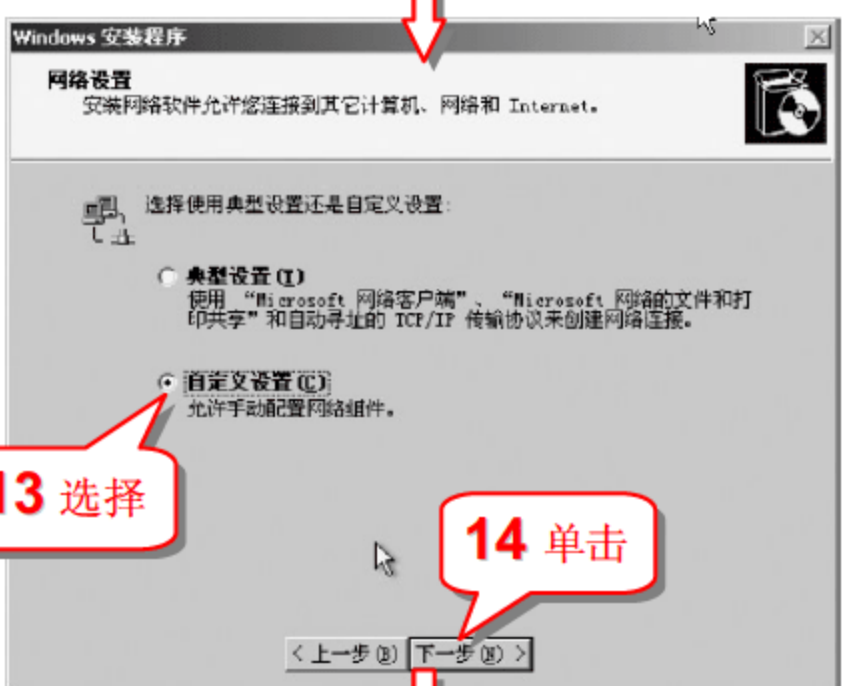 Windows 安装程序
网络设置
安装网络软件允许您连接到其它计算机、网络和 Internet。
选择使用典型设置还是自定义设置:
典型设置(T)
使用 “Microsoft 网络客户端”、“Microsoft 网络的文件和打
印共享”和自动寻址的 TCP/IP 传输协议来创建网络连接。
自定义设置(C)
允许手动配置网络组件。
13 选择
14 单击
< 上一步(B)
下一步(N) >